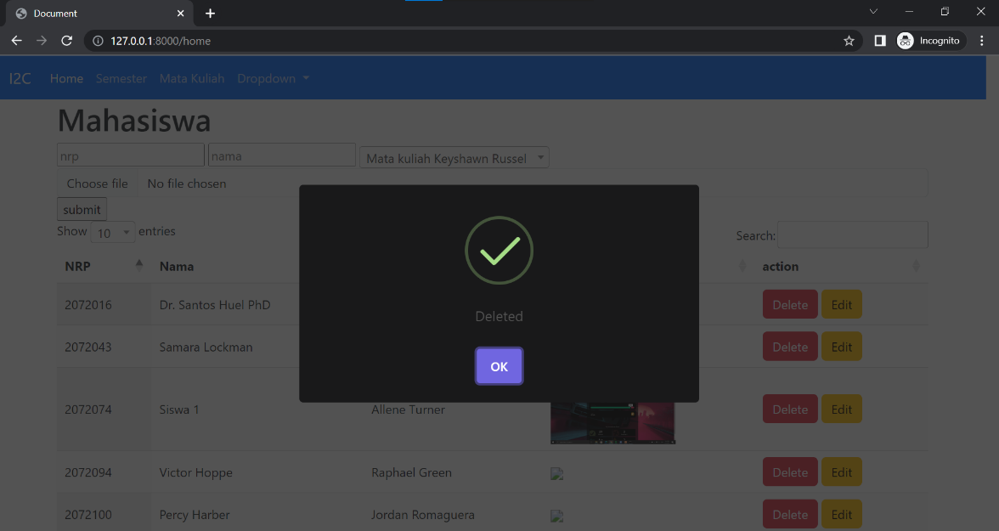 Document
127.0.0.1:8000/home
Incognito
I2C Home Semester Mata Kuliah Dropdown
Mahasiswa
nrp nama Mata kuliah Keyshawn Russel
Choose file No file chosen
submit
Show 10 entries Search:
NRP Nama action
2072016 Dr. Santos Huel PhD Delete Edit
Deleted
2072043 Samara Lockman Delete Edit
OK
2072074 Siswa 1 Allene Turner Delete Edit
2072094 Victor Hoppe Raphael Green Delete Edit
2072100 Percy Harber Jordan Romaguera Delete Edit